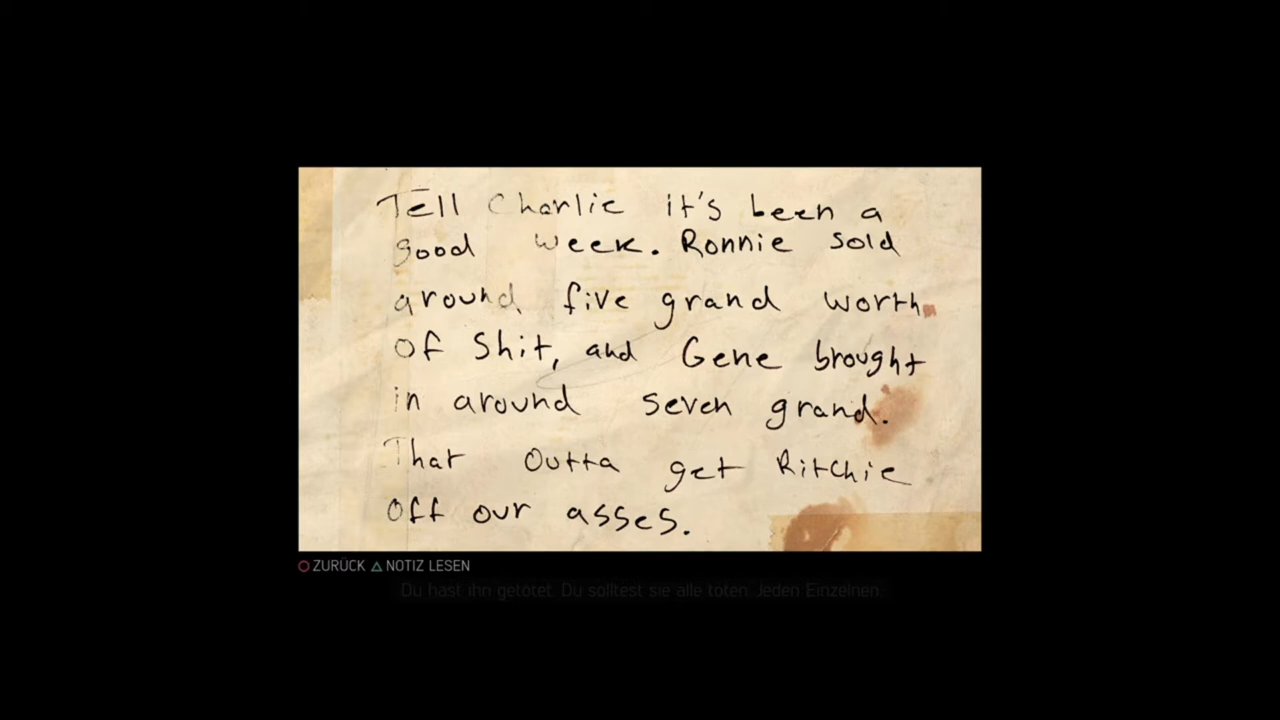 Tell Charlie it's been a
good week. Ronnie sold
around five grand worth
of Shit, and Gene brought
in around seven grand.
That Outta get Ritchie
Off our asses.
ZURÜCK NOTIZ LESEN
Du hast ihn getötet. Du solltest sie alle töten. Jeden Einzelnen.